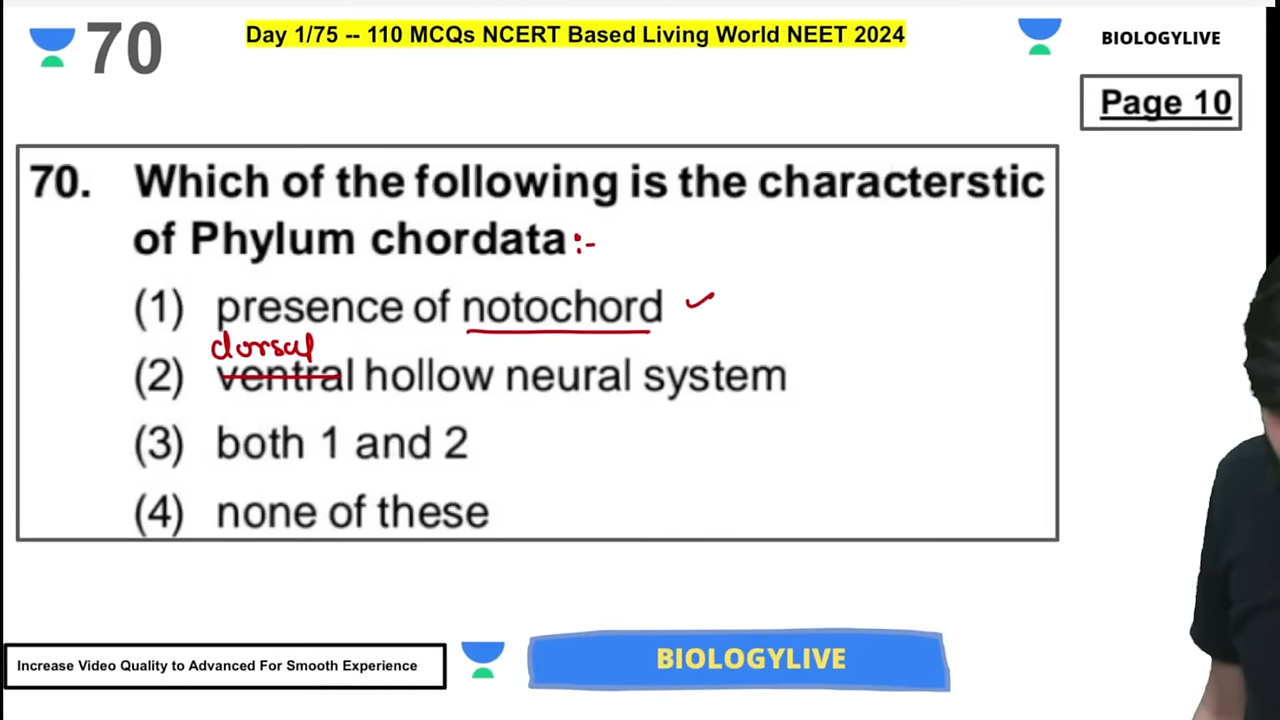 70
Day 1/75 -- 110 MCQs NCERT Based Living World NEET 2024
BIOLOGYLIVE
Page 10
70. Which of the following is the characterstic
of Phylum chordata :-
(1) presence of notochord
dorsal
(2) ventral hollow neural system
(3) both 1 and 2
(4) none of these
Increase Video Quality to Advanced For Smooth Experience
BIOLOGYLIVE